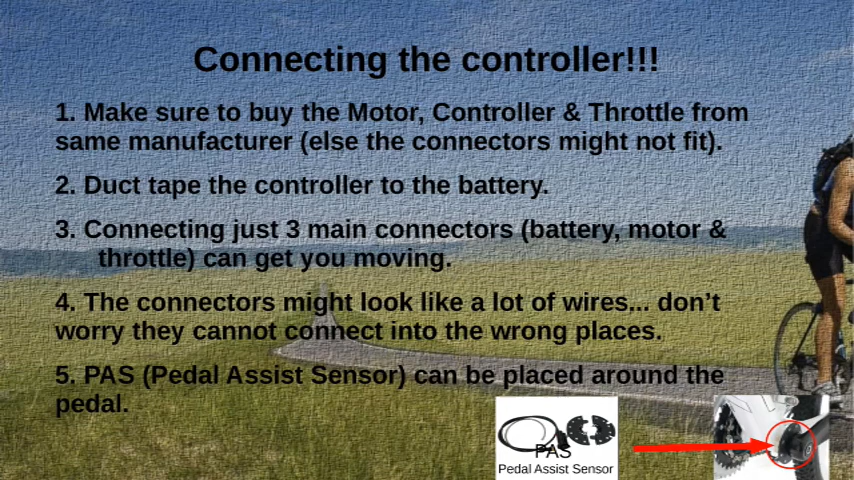 Connecting the controller!!!
1. Make sure to buy the Motor, Controller & Throttle from
same manufacturer (else the connectors might not fit).
2. Duct tape the controller to the battery.
3. Connecting just 3 main connectors (battery, motor &
throttle) can get you moving.
4. The connectors might look like a lot of wires... don’t
worry they cannot connect into the wrong places.
5. PAS (Pedal Assist Sensor) can be placed around the
pedal.
PAS
Pedal Assist Sensor